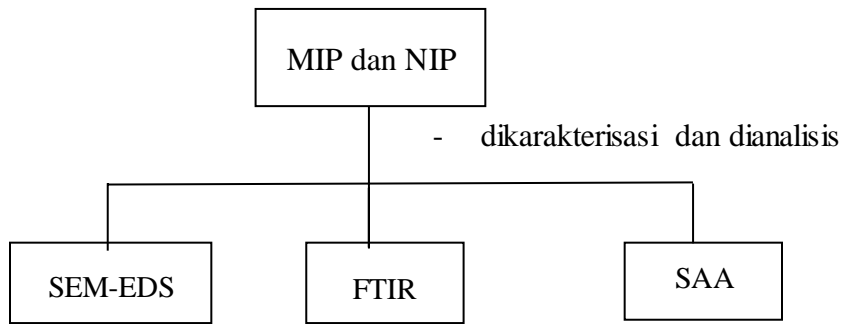 MIP dan NIP
- dikarakterisasi dan dianalisis
SEM-EDS
FTIR
SAA